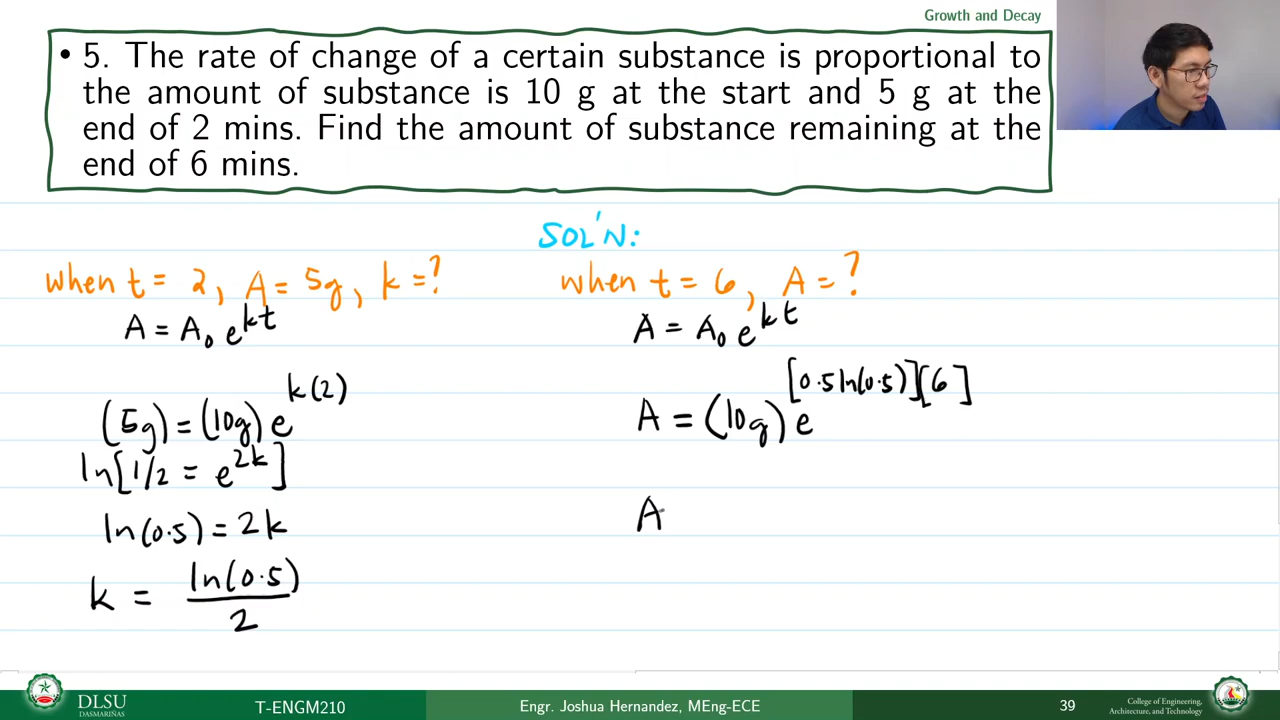 Growth and Decay
• 5. The rate of change of a certain substance is proportional to
the amount of substance is 10 g at the start and 5 g at the
end of 2 mins. Find the amount of substance remaining at the
end of 6 mins.
SOL'N:
when t = 2, A = 5g, k = ?
A = A₀ e^{kt}
(5g) = (10g) e^{k(2)}
ln[1/2 = e^{2k}]
ln(0.5) = 2k
k = ln(0.5)/2
when t = 6, A = ?
A = A₀ e^{kt}
A = (10g) e^{[0.5 ln(0.5)][6]}
A
DLSU
DASMARIÑAS
T-ENGM210
Engr. Joshua Hernandez, MEng-ECE
39
College of Engineering,
Architecture, and Technology